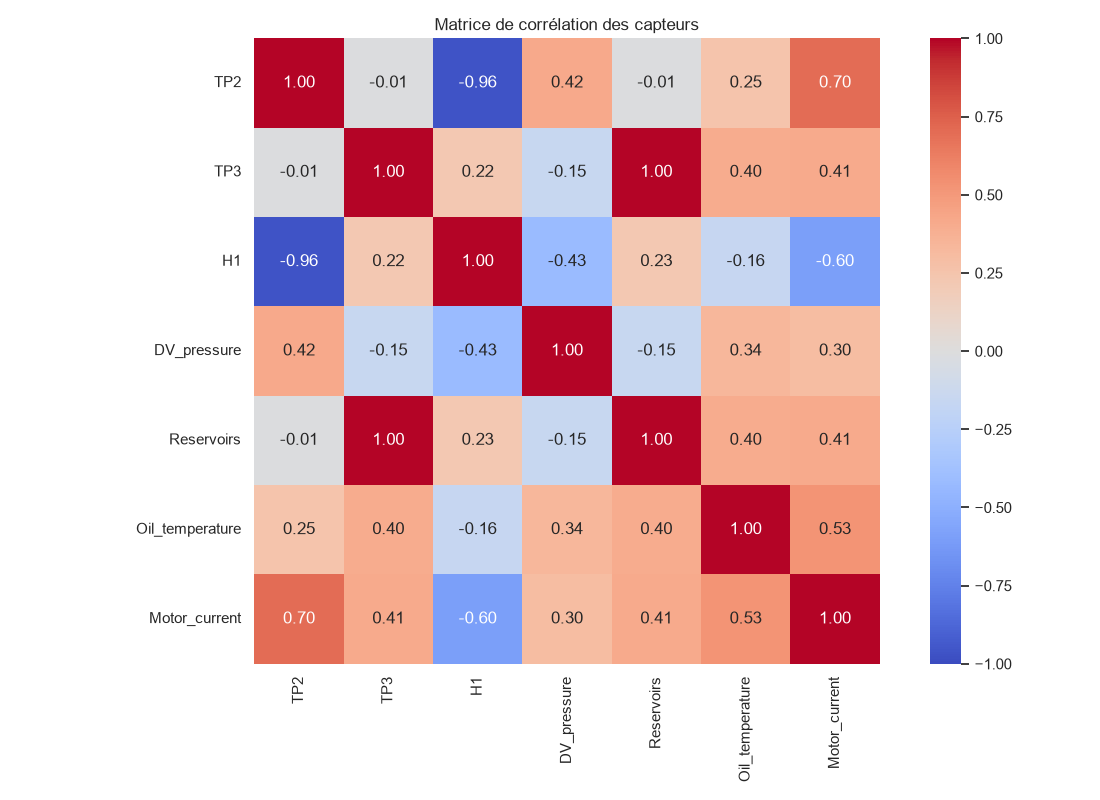 Matrice de corrélation des capteurs
TP2 1.00 -0.01 -0.96 0.42 -0.01 0.25 0.70
TP3 -0.01 1.00 0.22 -0.15 1.00 0.40 0.41
H1 -0.96 0.22 1.00 -0.43 0.23 -0.16 -0.60
DV_pressure 0.42 -0.15 -0.43 1.00 -0.15 0.34 0.30
Reservoirs -0.01 1.00 0.23 -0.15 1.00 0.40 0.41
Oil_temperature 0.25 0.40 -0.16 0.34 0.40 1.00 0.53
Motor_current 0.70 0.41 -0.60 0.30 0.41 0.53 1.00
TP2
TP3
H1
DV_pressure
Reservoirs
Oil_temperature
Motor_current
1.00
0.75
0.50
0.25
0.00
−0.25
−0.50
−0.75
−1.00